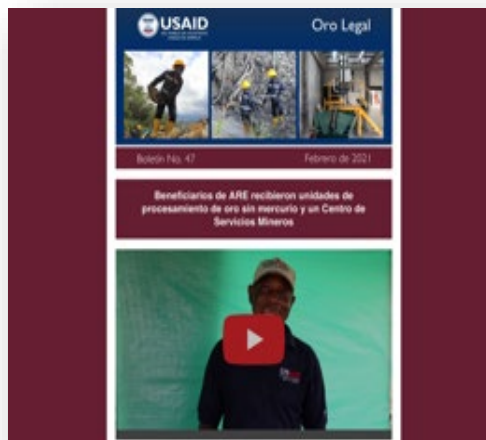 USAID
Oro Legal
Boletín No. 47
Febrero de 2021
Beneficiarios de ARE recibieron unidades de
procesamiento de oro sin mercurio y un Centro de
Servicios Mineros